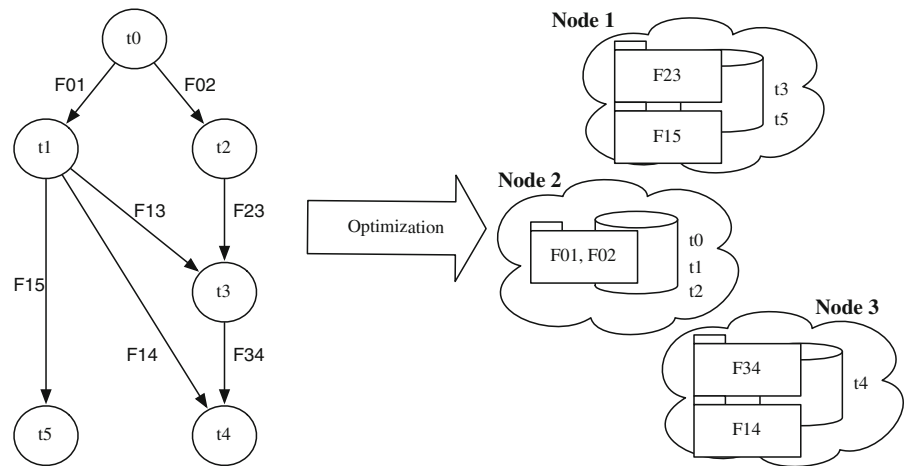 t0
F01
F02
t1
t2
F13
F23
F15
t3
F14
F34
t5
t4
Optimization
Node 1
F23
F15
t3
t5
Node 2
F01, F02
t0
t1
t2
Node 3
F34
F14
t4